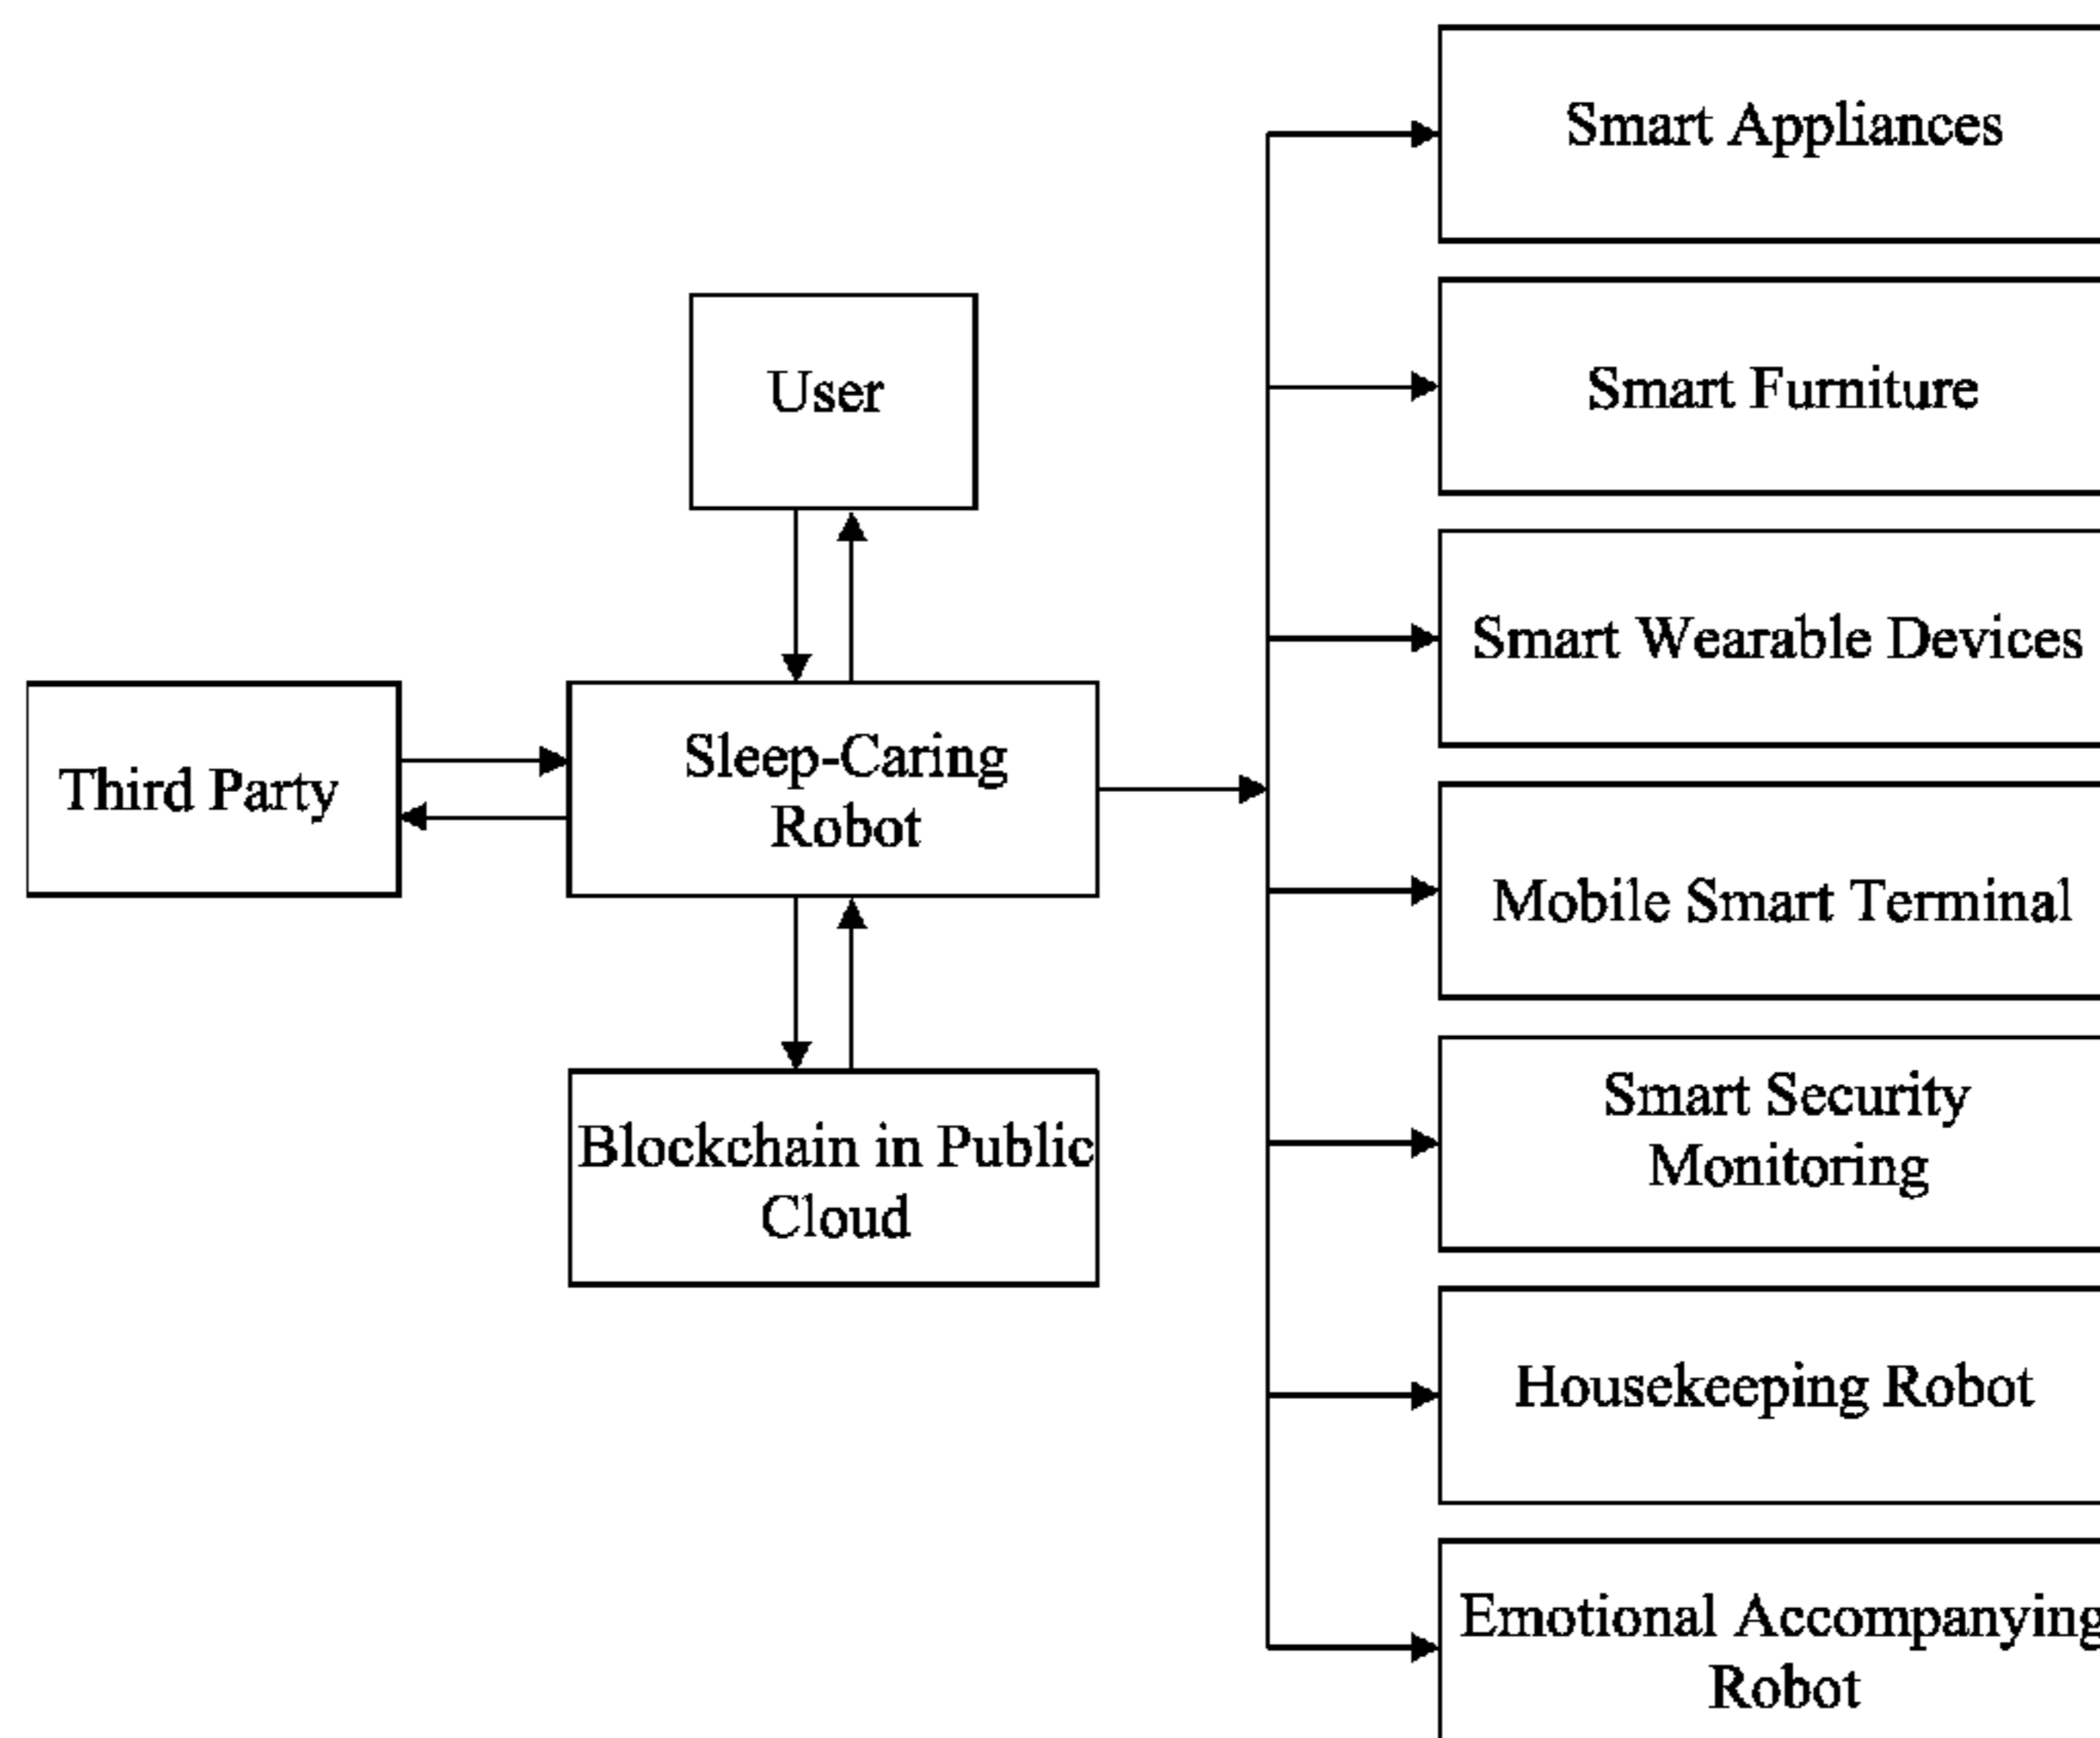 Smart Appliances
User
Smart Furniture
Smart Wearable Devices
Third Party
Sleep-Caring
Robot
Mobile Smart Terminal
Blockchain in Public
Cloud
Smart Security
Monitoring
Housekeeping Robot
Emotional Accompanying
Robot